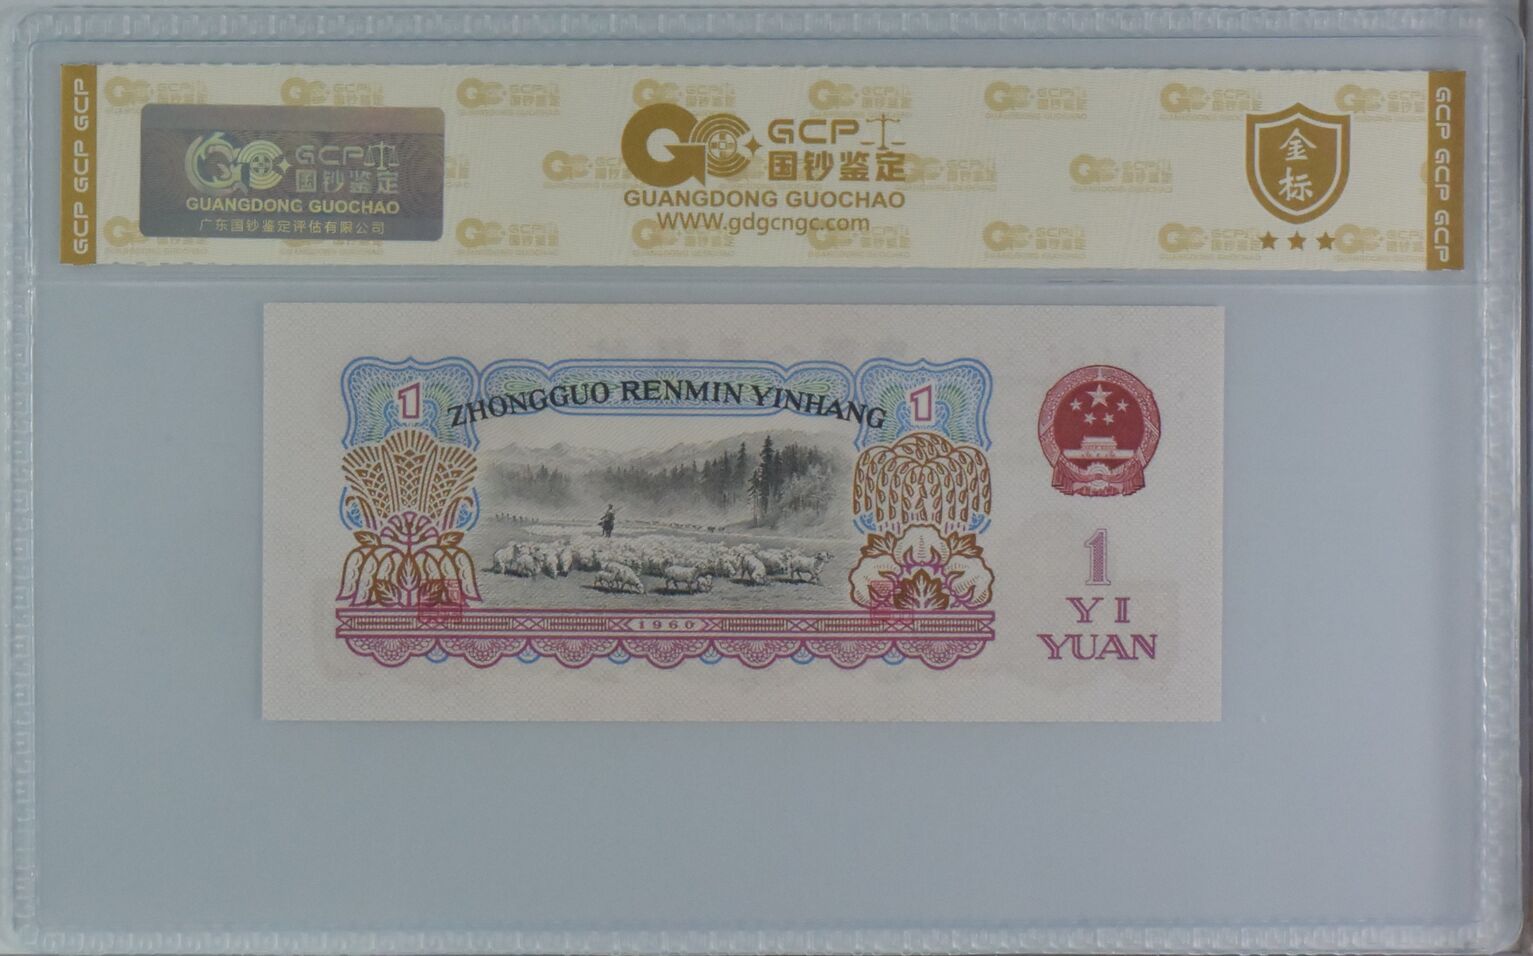 GCP GCP GCP
GCP
国钞鉴定
GUANGDONG GUOCHAO
广东国钞鉴定评估有限公司
GCP
国钞鉴定
GUANGDONG GUOCHAO
WWW.gdgcngc.com
金标
GCP GCP GCP
1
ZHONGGUO RENMIN YINHANG
1
1960
1
YI
YUAN